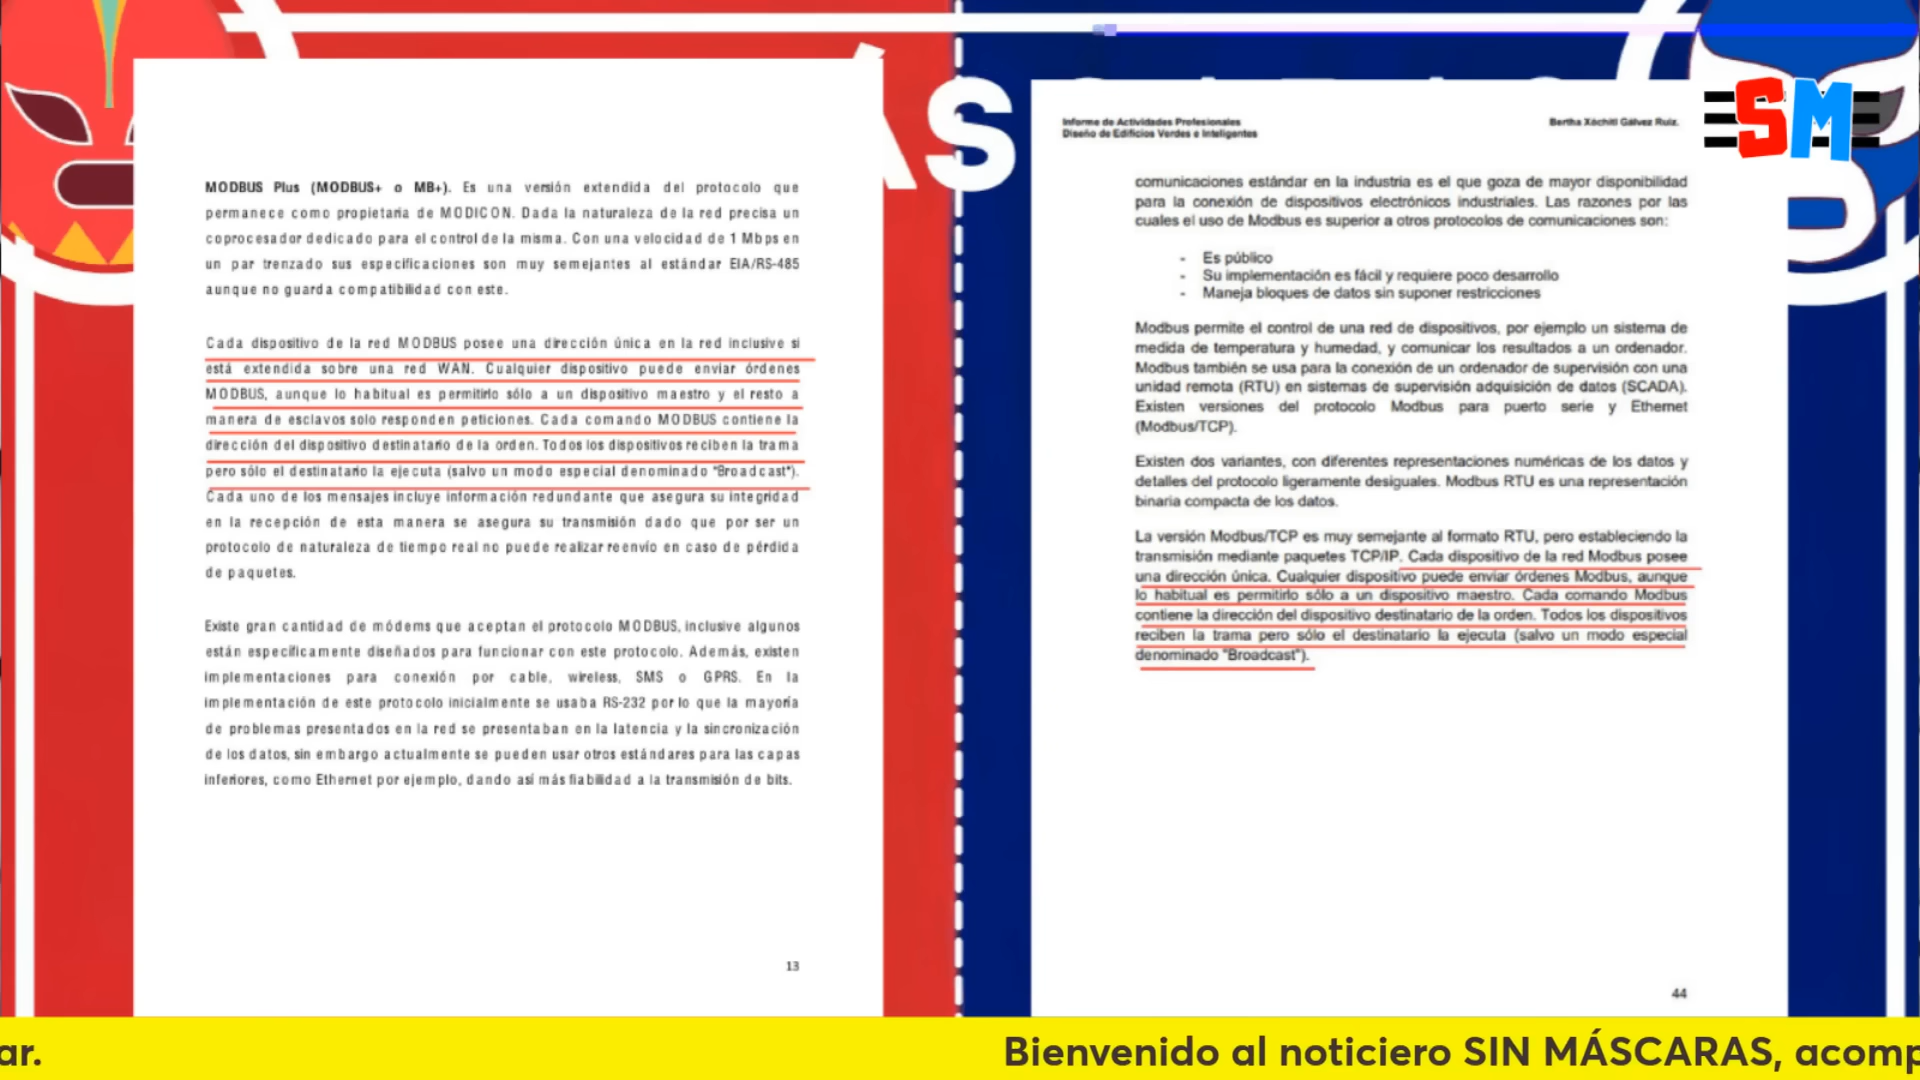 MODBUS Plus (MODBUS+ o MB+). Es una versión extendida del protocolo que
permanece como propietaria de MODICON. Dada la naturaleza de la red precisa un
coprocesador dedicado para el control de la misma. Con una velocidad de 1 Mbps en
un par trenzado sus especificaciones son muy semejantes al estándar EIA/RS-485
aunque no guarda compatibilidad con este.
Cada dispositivo de la red MODBUS posee una dirección única en la red inclusive si
está extendida sobre una red WAN. Cualquier dispositivo puede enviar órdenes
MODBUS, aunque lo habitual es permitirlo sólo a un dispositivo maestro y el resto a
manera de esclavos solo responden peticiones. Cada comando MODBUS contiene la
dirección del dispositivo destinatario de la orden. Todos los dispositivos reciben la trama
pero sólo el destinatario la ejecuta (salvo un modo especial denominado "Broadcast").
Cada uno de los mensajes incluye información redundante que asegura su integridad
en la recepción de esta manera se asegura su transmisión dado que por ser un
protocolo de naturaleza de tiempo real no puede realizar reenvío en caso de pérdida
de paquetes.
Existe gran cantidad de módems que aceptan el protocolo MODBUS, inclusive algunos
están específicamente diseñados para funcionar con este protocolo. Además, existen
implementaciones para conexión por cable, wireless, SMS o GPRS. En la
implementación de este protocolo inicialmente se usaba RS-232 por lo que la mayoría
de problemas presentados en la red se presentaban en la latencia y la sincronización
de los datos, sin embargo actualmente se pueden usar otros estándares para las capas
inferiores, como Ethernet por ejemplo, dando así más fiabilidad a la transmisión de bits.
13
ÁS
Informe de Actividades Profesionales
Diseño de Edificios Verdes e Inteligentes
Bertha Xóchitl Gálvez Ruiz.
SM
comunicaciones estándar en la industria es el que goza de mayor disponibilidad
para la conexión de dispositivos electrónicos industriales. Las razones por las
cuales el uso de Modbus es superior a otros protocolos de comunicaciones son:
- Es público
- Su implementación es fácil y requiere poco desarrollo
- Maneja bloques de datos sin suponer restricciones
Modbus permite el control de una red de dispositivos, por ejemplo un sistema de
medida de temperatura y humedad, y comunicar los resultados a un ordenador.
Modbus también se usa para la conexión de un ordenador de supervisión con una
unidad remota (RTU) en sistemas de supervisión adquisición de datos (SCADA).
Existen versiones del protocolo Modbus para puerto serie y Ethernet
(Modbus/TCP).
Existen dos variantes, con diferentes representaciones numéricas de los datos y
detalles del protocolo ligeramente desiguales. Modbus RTU es una representación
binaria compacta de los datos.
La versión Modbus/TCP es muy semejante al formato RTU, pero estableciendo la
transmisión mediante paquetes TCP/IP. Cada dispositivo de la red Modbus posee
una dirección única. Cualquier dispositivo puede enviar órdenes Modbus, aunque
lo habitual es permitirlo sólo a un dispositivo maestro. Cada comando Modbus
contiene la dirección del dispositivo destinatario de la orden. Todos los dispositivos
reciben la trama pero sólo el destinatario la ejecuta (salvo un modo especial
denominado "Broadcast").
44
ar.
Bienvenido al noticiero SIN MÁSCARAS, acomp